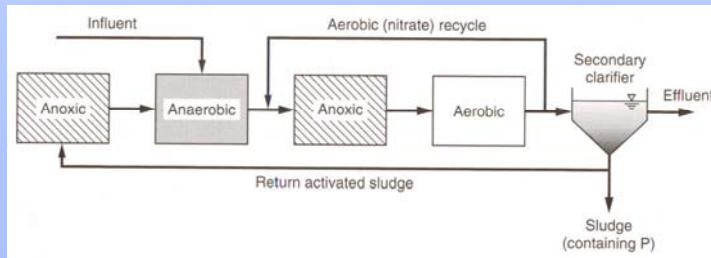 Influent
Aerobic (nitrate) recycle
Secondary
clarifier
Anoxic
Anaerobic
Anoxic
Aerobic
Effluent
Return activated sludge
Sludge
(containing P)